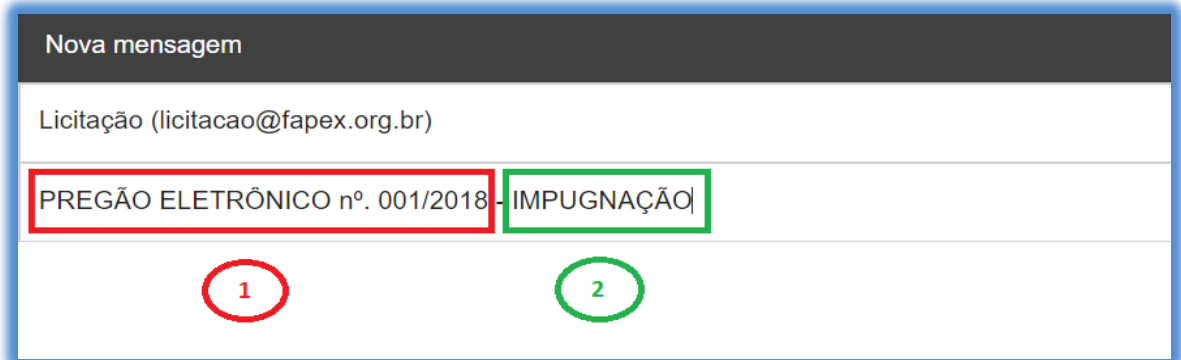 Nova mensagem
Licitação (licitacao@fapex.org.br)
PREGÃO ELETRÔNICO nº. 001/2018 - IMPUGNAÇÃO
1 2